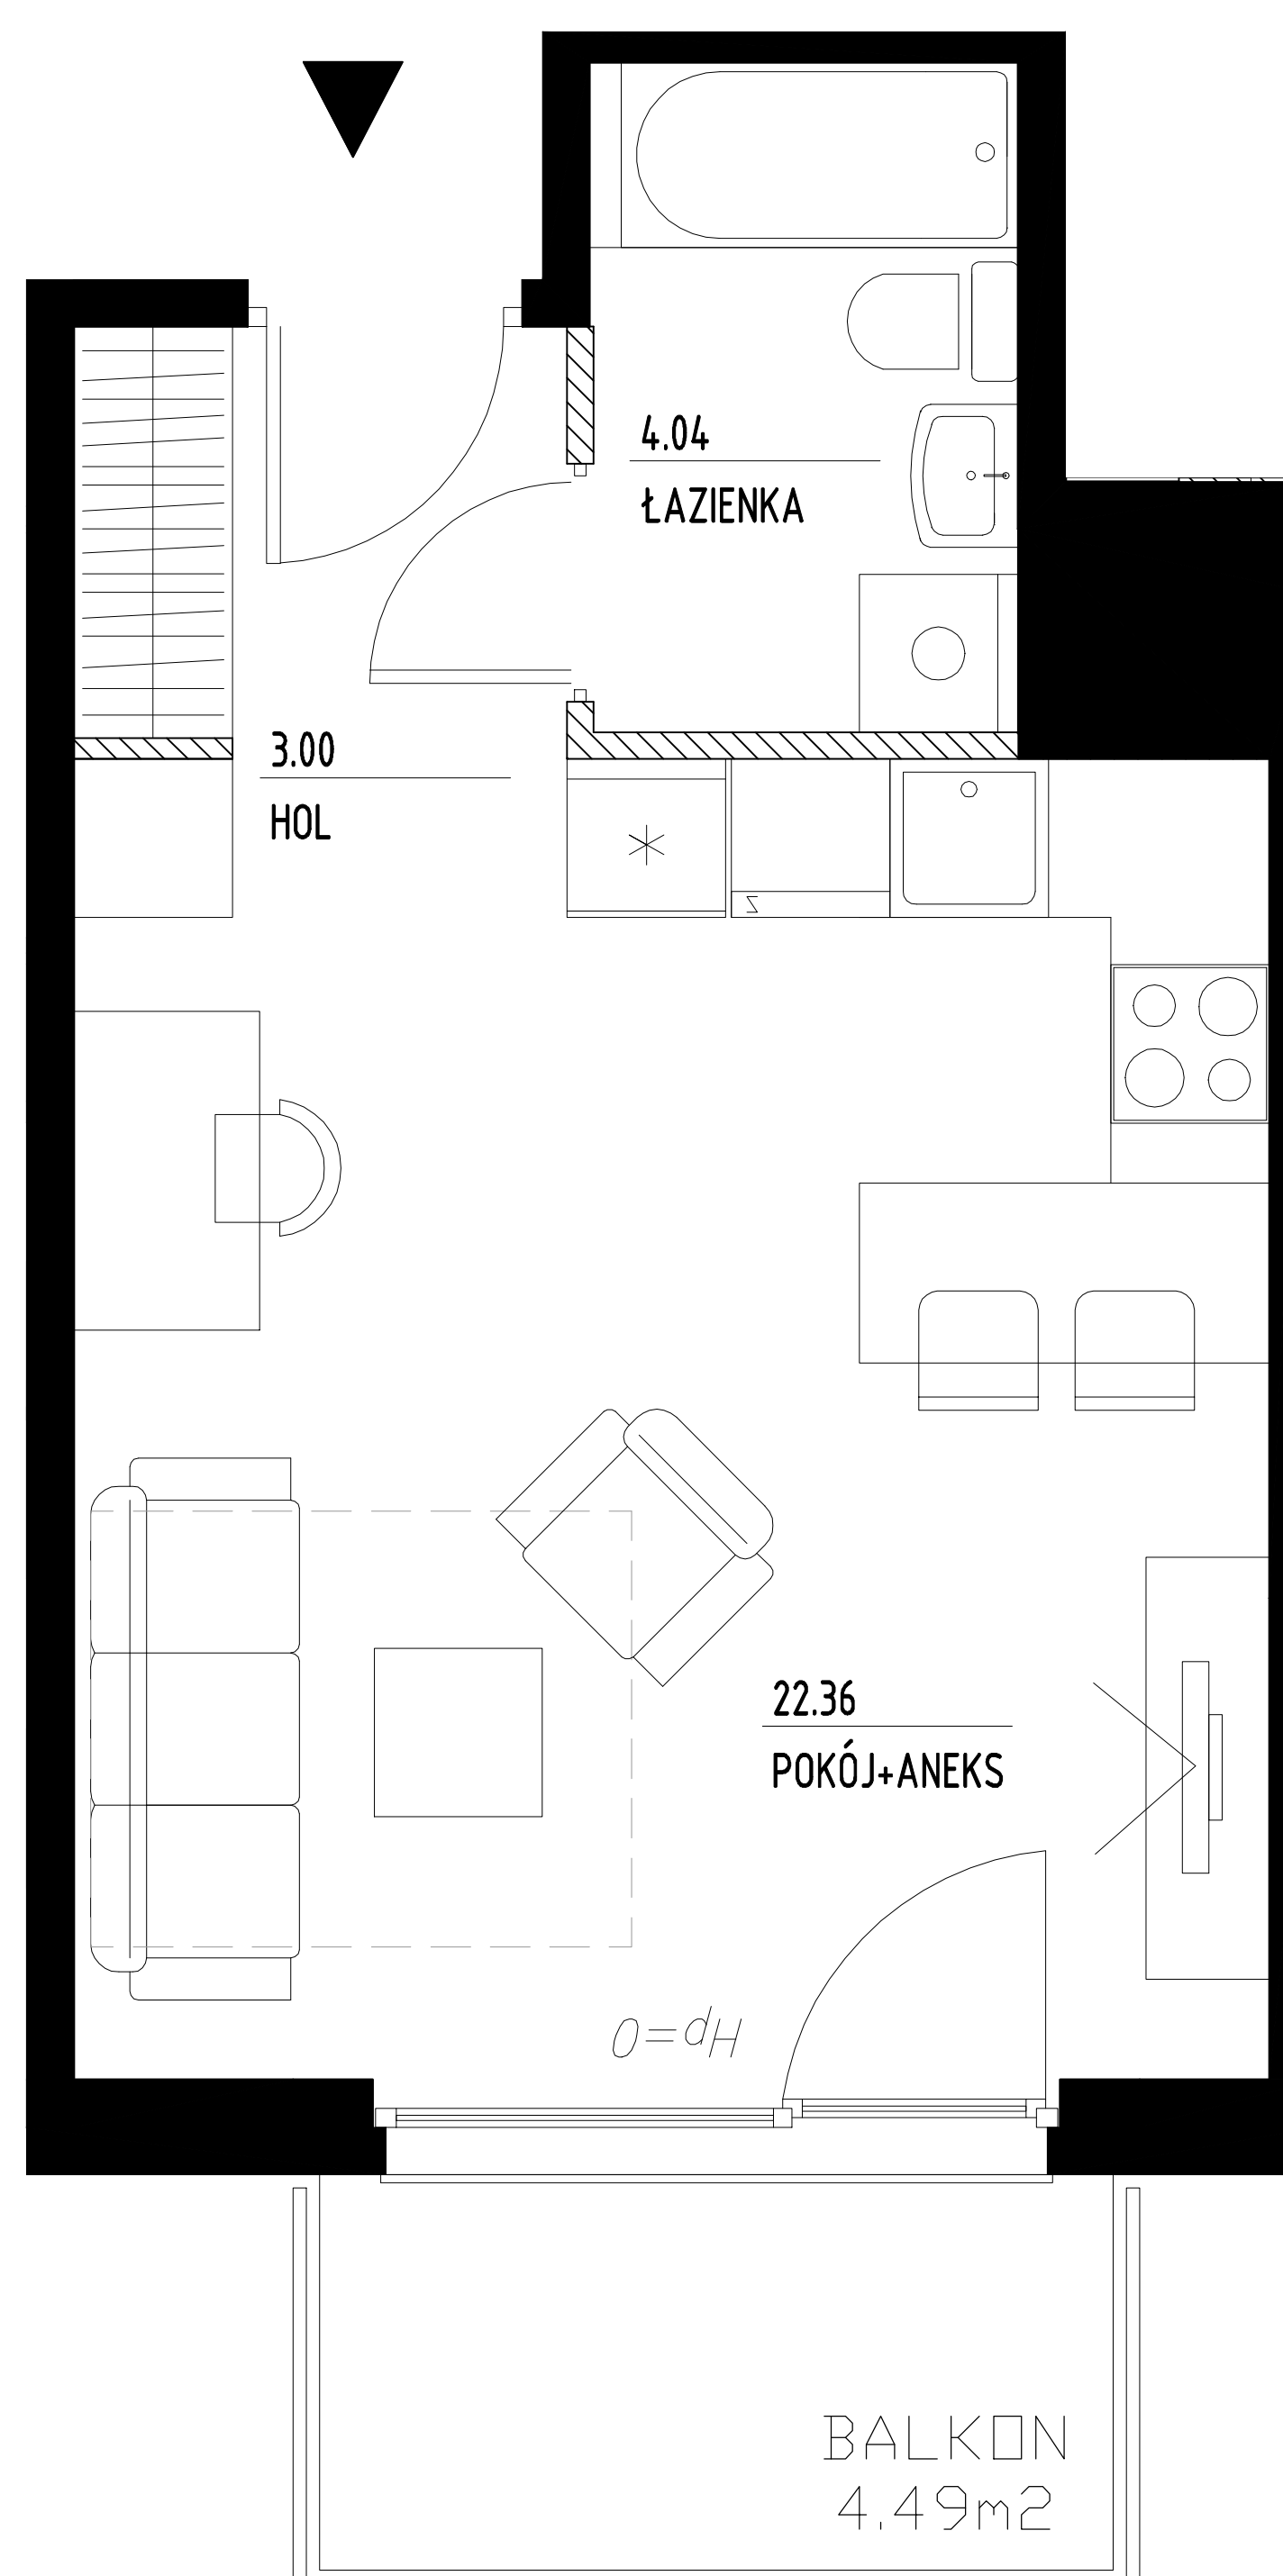 4.04
ŁAZIENKA
3.00
HOL
22.36
POKÓJ+ANEKS
Hp=0
BALKON
4.49m2